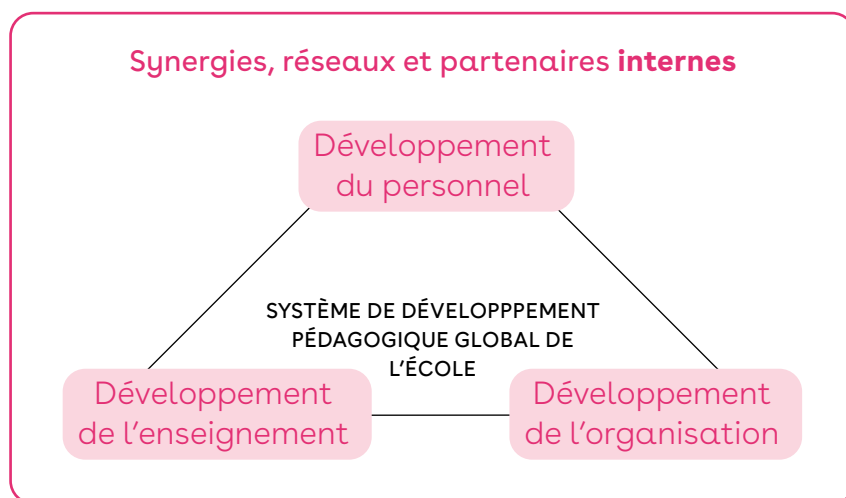 Synergies, réseaux et partenaires internes
Développement
du personnel
SYSTÈME DE DÉVELOPPPEMENT
PÉDAGOGIQUE GLOBAL DE
L'ÉCOLE
Développement
de l'enseignement
Développement
de l'organisation